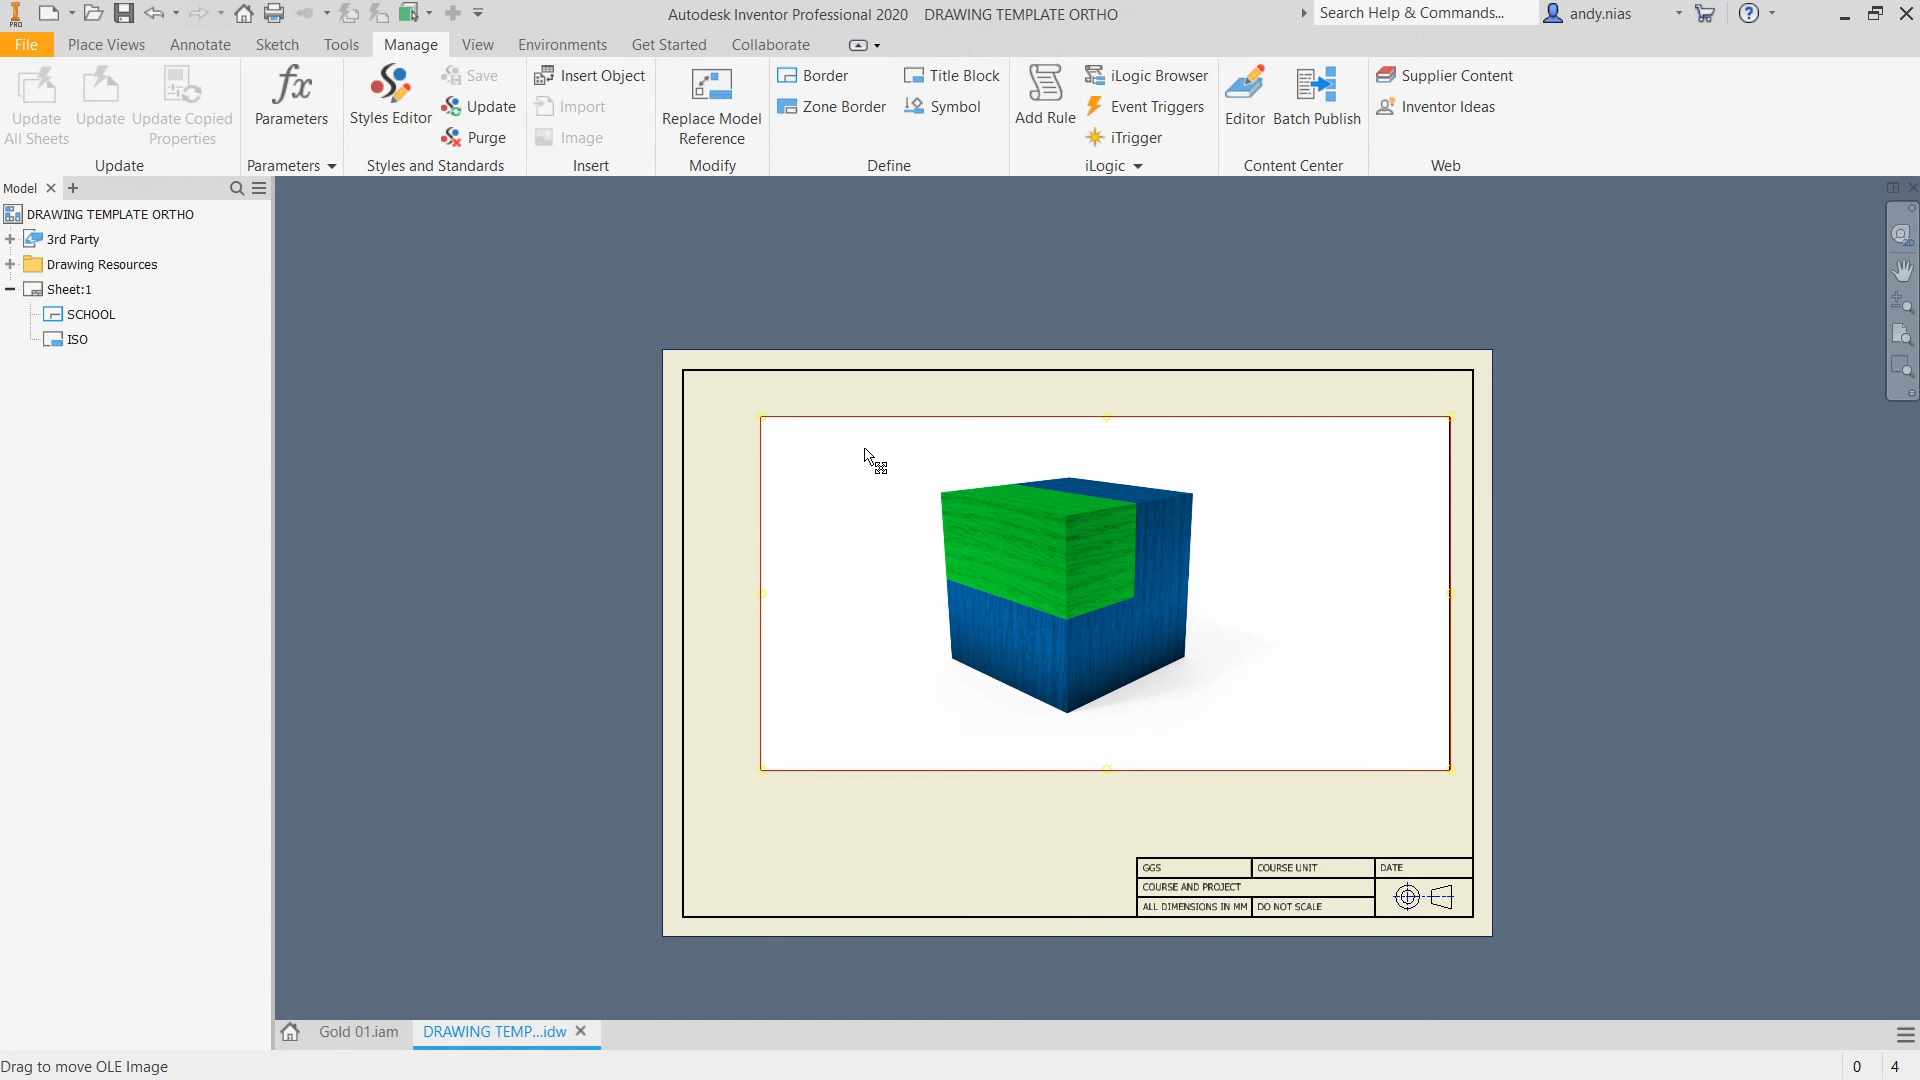 Autodesk Inventor Professional 2020 DRAWING TEMPLATE ORTHO
Search Help & Commands...
andy.nias
PRO
File Place Views Annotate Sketch Tools Manage View Environments Get Started Collaborate
Update All Sheets
Update
Update Copied Properties
Update
fx
Parameters
Parameters
Styles Editor
Save
Update
Purge
Styles and Standards
Insert Object
Import
Image
Insert
Replace Model Reference
Modify
Border
Zone Border
Title Block
Symbol
Define
Add Rule
iLogic Browser
Event Triggers
iTrigger
iLogic
Editor
Batch Publish
Content Center
Supplier Content
Inventor Ideas
Web
Model
DRAWING TEMPLATE ORTHO
3rd Party
Drawing Resources
Sheet:1
SCHOOL
ISO
GGS COURSE UNIT DATE
COURSE AND PROJECT
ALL DIMENSIONS IN MM DO NOT SCALE
Gold 01.iam DRAWING TEMP...idw
Drag to move OLE Image
0 4